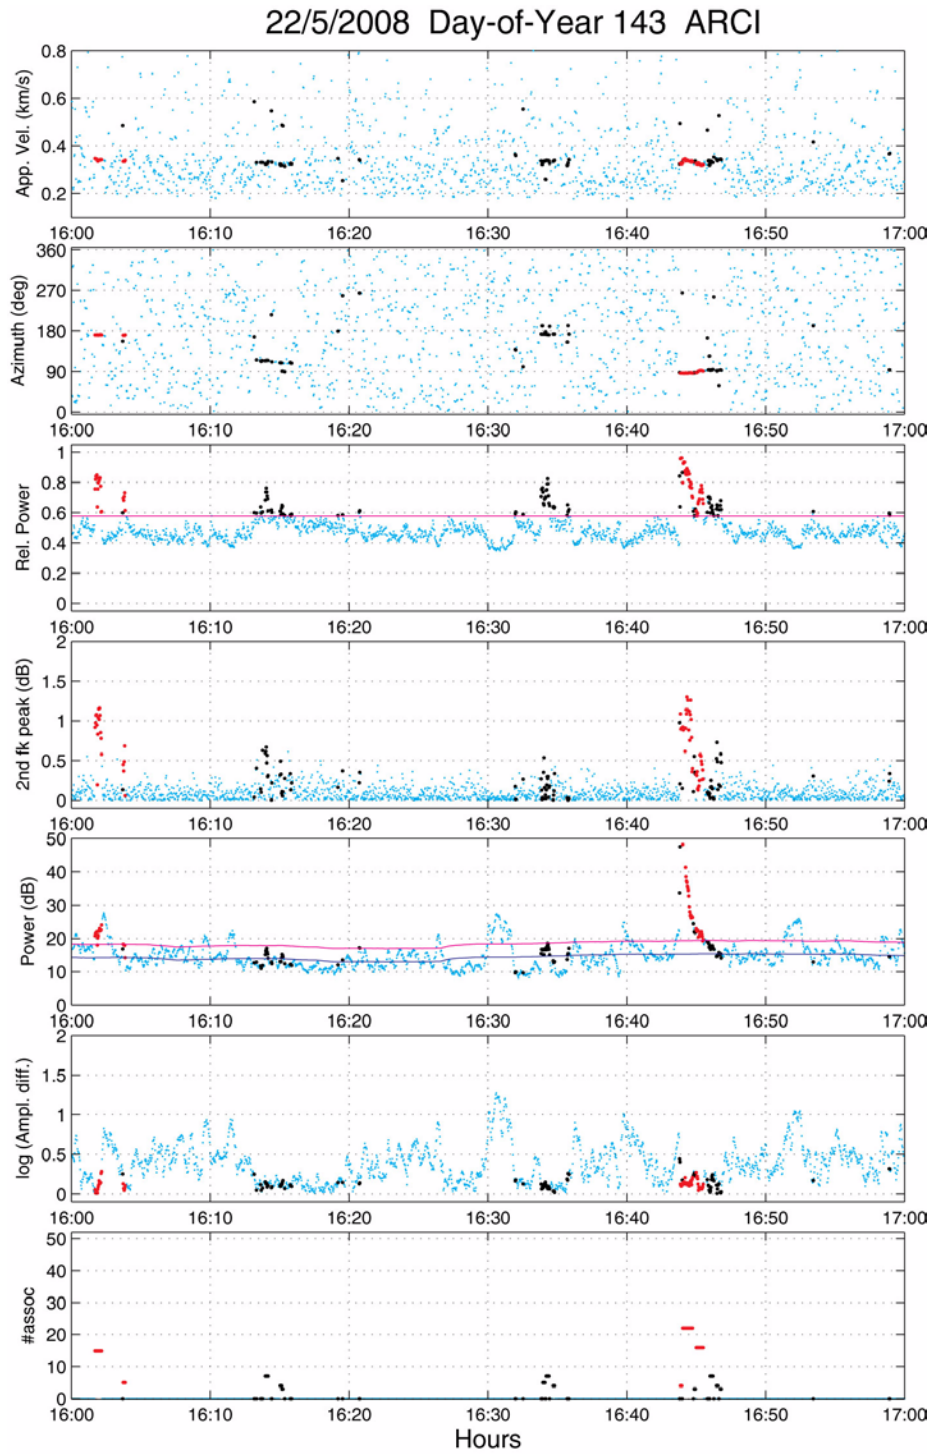 22/5/2008 Day-of-Year 143 ARCI
App. Vel. (km/s)
0.8
0.6
0.4
0.2
16:00 16:10 16:20 16:30 16:40 16:50 17:00
Azimuth (deg)
360
270
180
90
0
16:00 16:10 16:20 16:30 16:40 16:50 17:00
Rel. Power
1
0.8
0.6
0.4
0.2
0
16:00 16:10 16:20 16:30 16:40 16:50 17:00
2nd fk peak (dB)
2
1.5
1
0.5
0
16:00 16:10 16:20 16:30 16:40 16:50 17:00
Power (dB)
50
40
30
20
10
0
16:00 16:10 16:20 16:30 16:40 16:50 17:00
log (Ampl. diff.)
2
1.5
1
0.5
0
16:00 16:10 16:20 16:30 16:40 16:50 17:00
#assoc
50
40
30
20
10
0
16:00 16:10 16:20 16:30 16:40 16:50 17:00
Hours